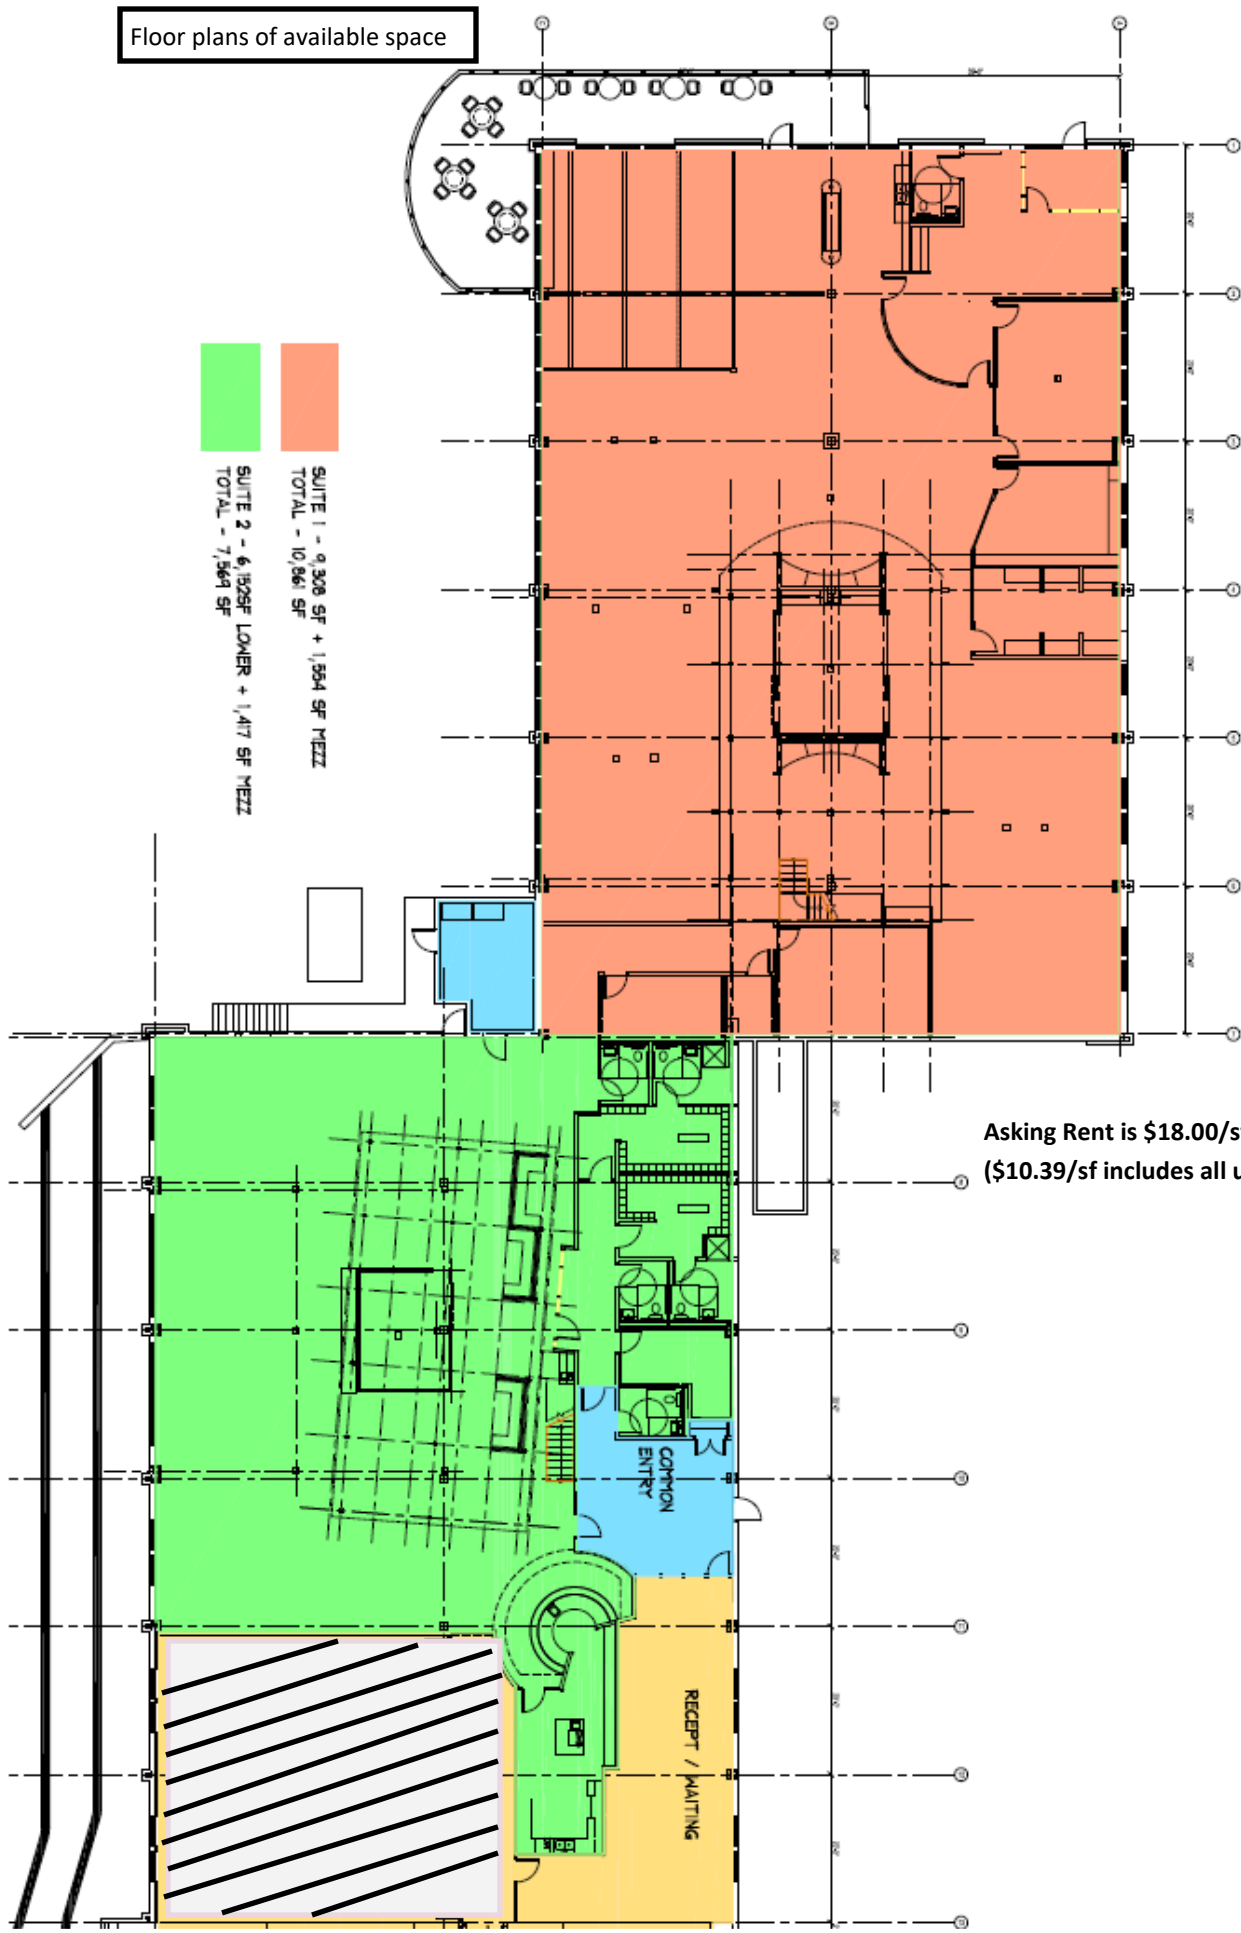 Floor plans of available space
SUITE 1 - 9,308 SF + 1,554 SF MEZZ
TOTAL - 10,861 SF
SUITE 2 - 6,152SF LOWER + 1,417 SF MEZZ
TOTAL - 7,569 SF
Asking Rent is $18.00/s
($10.39/sf includes all u
COMMON
ENTRY
RECEPT / WAITING